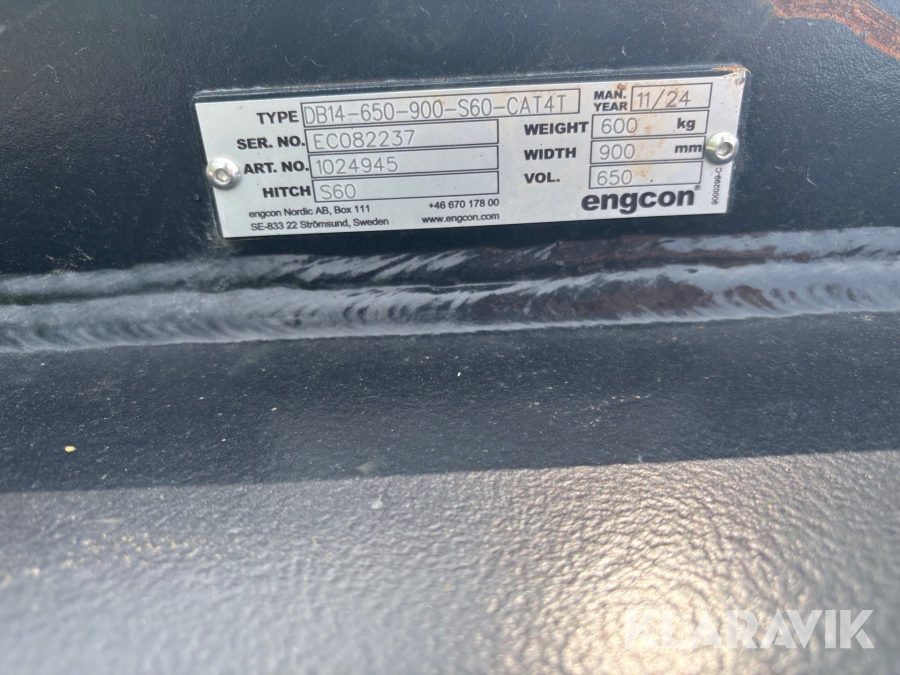 TYPE DB14-650-900-S60-CAT4T MAN. YEAR 11/24
SER. NO. EC082237 WEIGHT 600 kg
ART. NO. 1024945 WIDTH 900 mm
HITCH S60 VOL. 650
engcon Nordic AB, Box 111 +46 670 178 00 engcon®
SE-833 22 Strömsund, Sweden www.engcon.com
9000299-C
KLARAVIK